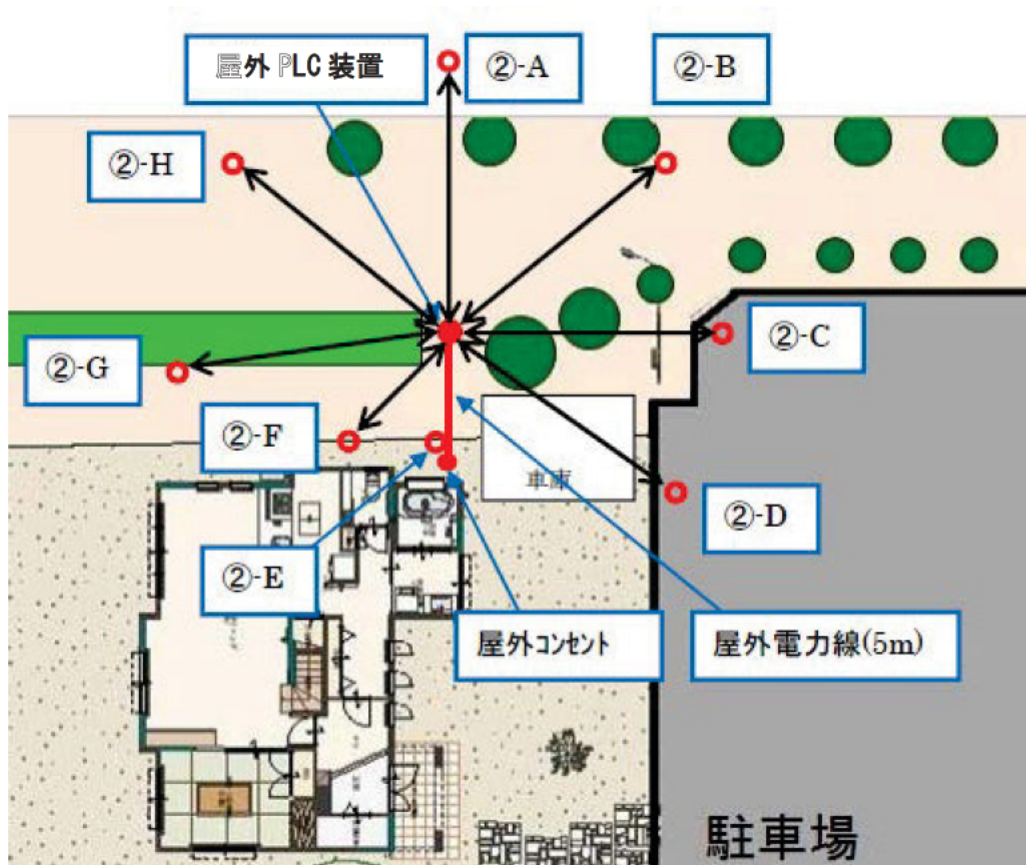 屋外 PLC 装置
②-A
②-B
②-H
②-C
②-G
②-F
車庫
②-D
②-E
屋外コンセント
屋外電力線(5m)
駐車場